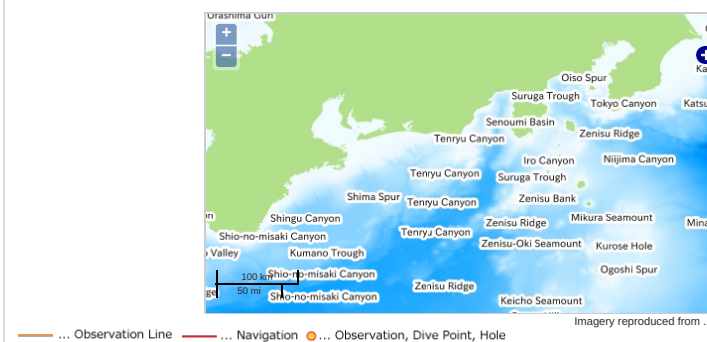 Urashima Guri
+
−
Oiso Spur
Ka
Suruga Trough
Tokyo Canyon
Kats
Senoumi Basin
Zenisu Ridge
Tenryu Canyon
Iro Canyon
Niijima Canyon
Tenryu Canyon
Suruga Trough
Shima Spur
Tenryu Canyon
Zenisu Bank
Shingu Canyon
Zenisu Ridge
Mikura Seamount
Mina
Shio-no-misaki Canyon
Tenryu Canyon
Zenisu-Oki Seamount
Kurose Hole
Valley
Kumano Trough
Ogoshi Spur
100 km
Shio-no-misaki Canyon
50 mi
Shio-no-misaki Canyon
Zenisu Ridge
Keicho Seamount
Imagery reproduced from .
... Observation Line
... Navigation
... Observation, Dive Point, Hole